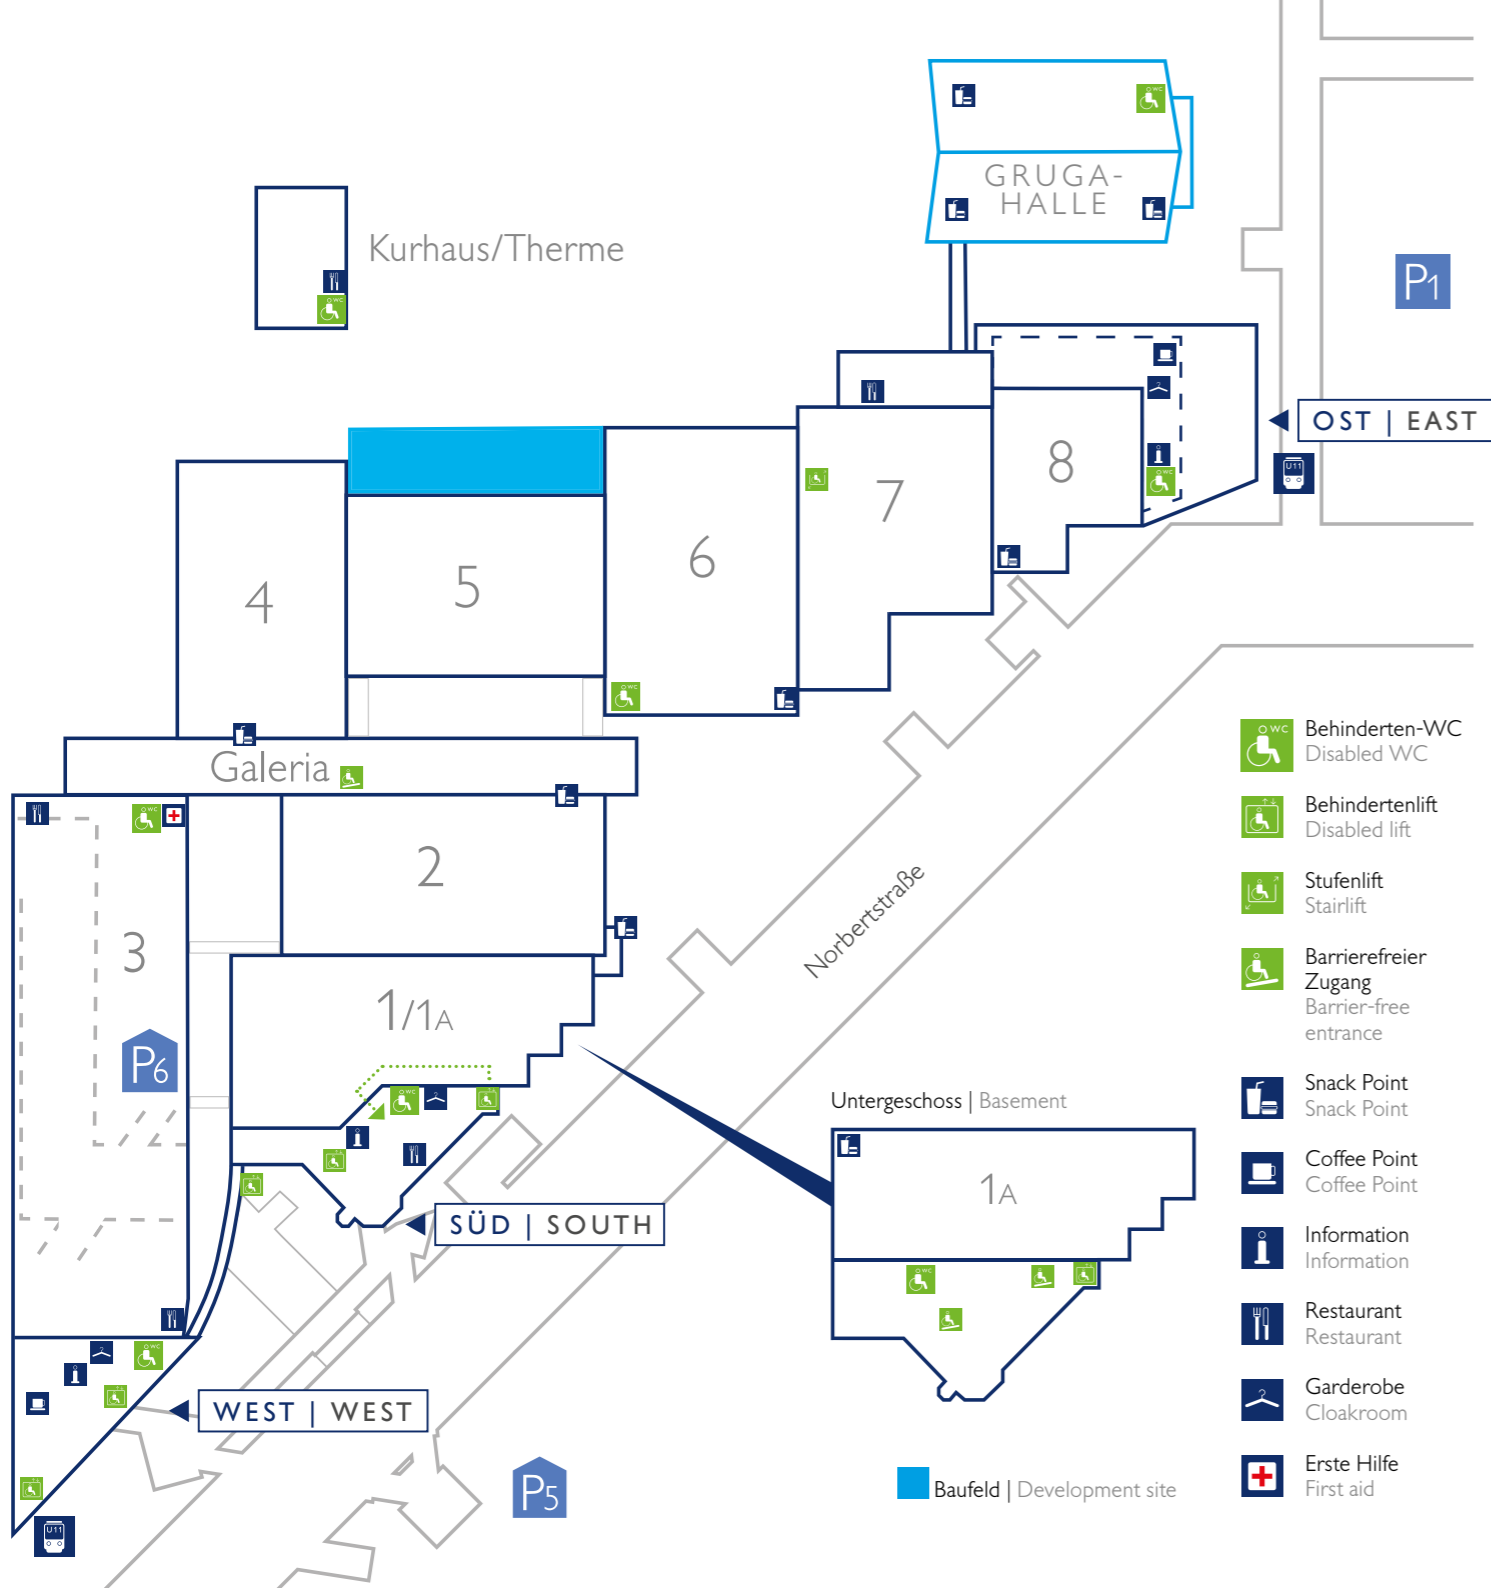 GRUGA-
HALLE
Kurhaus/Therme
P1
OST | EAST
U11
8
7
6
5
4
Galeria
2
3
1/1A
P6
Norbertstraße
Untergeschoss | Basement
1A
SÜD | SOUTH
WEST | WEST
P5
U11
Baufeld | Development site
WC
Behinderten-WC
Disabled WC
Behindertenlift
Disabled lift
Stufenlift
Stairlift
Barrierefreier
Zugang
Barrier-free
entrance
Snack Point
Snack Point
Coffee Point
Coffee Point
Information
Information
Restaurant
Restaurant
Garderobe
Cloakroom
Erste Hilfe
First aid